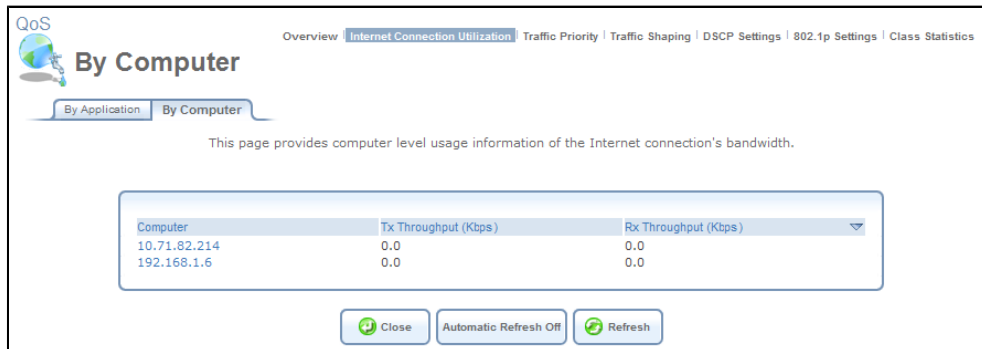 QoS
Overview | Internet Connection Utilization | Traffic Priority | Traffic Shaping | DSCP Settings | 802.1p Settings | Class Statistics
By Computer
By Application By Computer
This page provides computer level usage information of the Internet connection's bandwidth.
Computer Tx Throughput (Kbps) Rx Throughput (Kbps)
10.71.82.214 0.0 0.0
192.168.1.6 0.0 0.0
Close Automatic Refresh Off Refresh